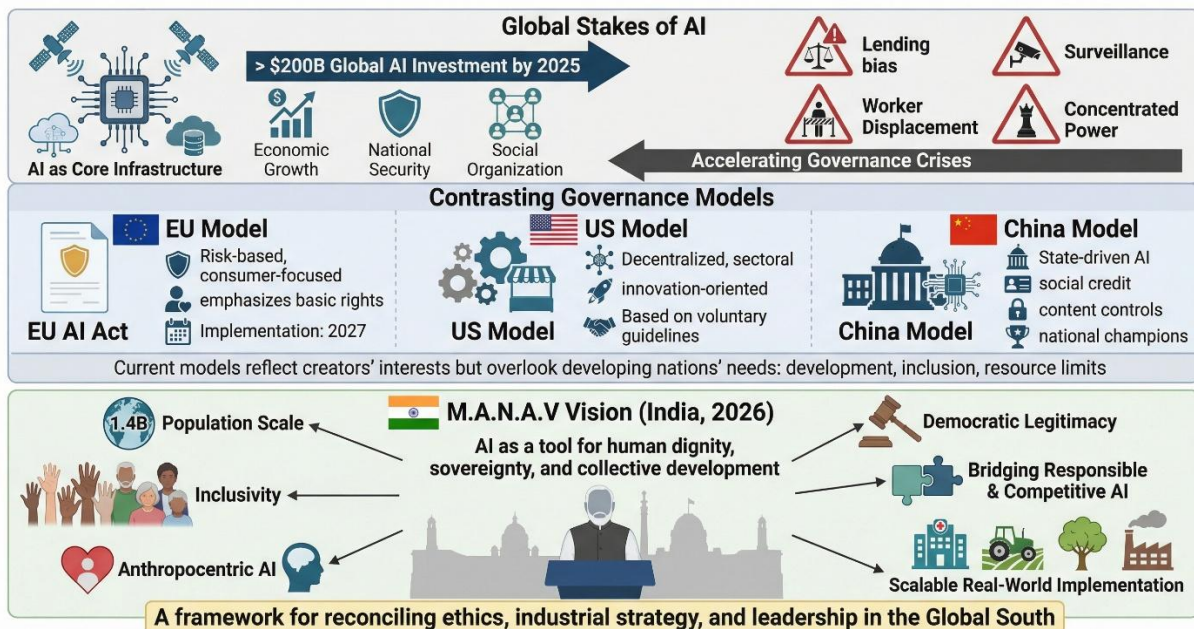 Global Stakes of AI
AI as Core Infrastructure
> $200B Global AI Investment by 2025
$
Economic
Growth
National
Security
Social
Organization
Lending
bias
Surveillance
Worker
Displacement
Concentrated
Power
Accelerating Governance Crises
Contrasting Governance Models
EU AI Act
EU Model
Risk-based,
consumer-focused
emphasizes basic rights
Implementation: 2027
US Model
US Model
Decentralized, sectoral
innovation-oriented
Based on voluntary
guidelines
China Model
China Model
State-driven AI
social credit
content controls
national champions
Current models reflect creators' interests but overlook developing nations' needs: development, inclusion, resource limits
M.A.N.A.V Vision (India, 2026)
AI as a tool for human dignity,
sovereignty, and collective development
1.4B
Population Scale
Inclusivity
Anthropocentric AI
Democratic Legitimacy
Bridging Responsible
& Competitive AI
Scalable Real-World Implementation
A framework for reconciling ethics, industrial strategy, and leadership in the Global South